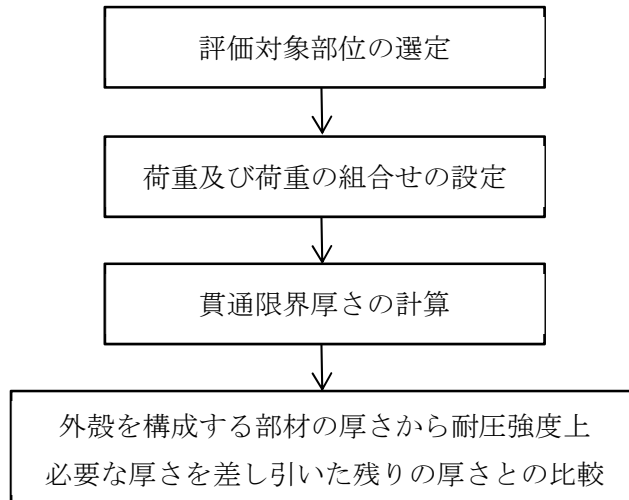 評価対象部位の選定
荷重及び荷重の組合せの設定
貫通限界厚さの計算
外殻を構成する部材の厚さから耐圧強度上
必要な厚さを差し引いた残りの厚さとの比較